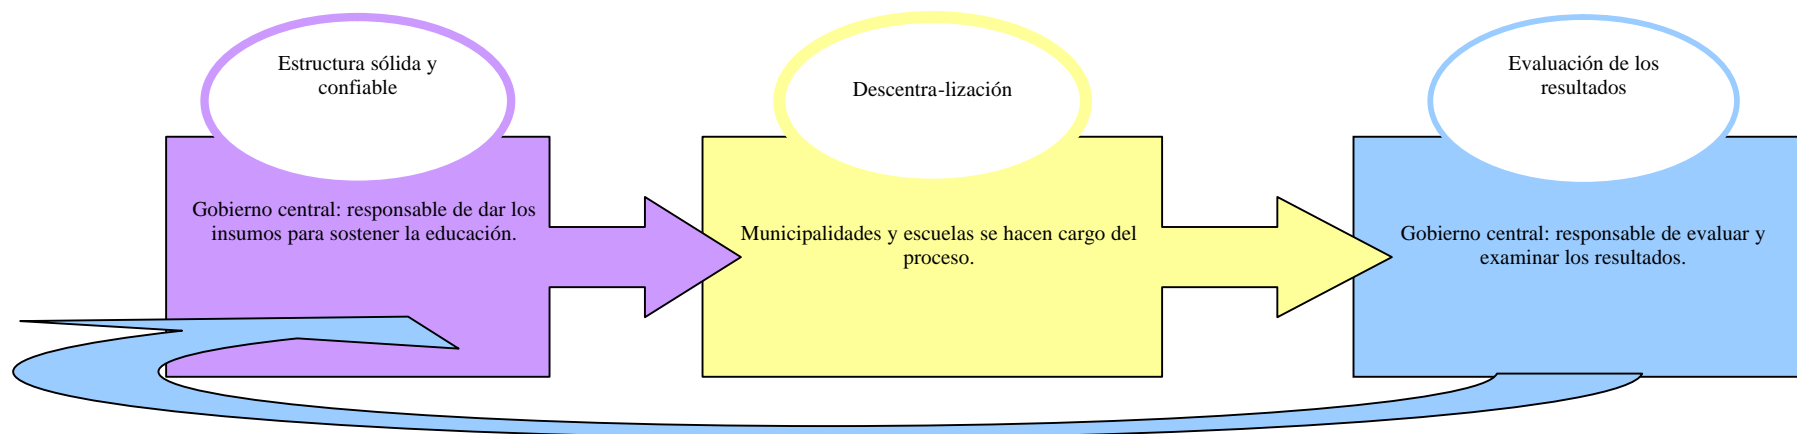 Estructura sólida y
confiable
Gobierno central: responsable de dar los
insumos para sostener la educación.
Descentra-lización
Municipalidades y escuelas se hacen cargo del
proceso.
Evaluación de los
resultados
Gobierno central: responsable de evaluar y
examinar los resultados.